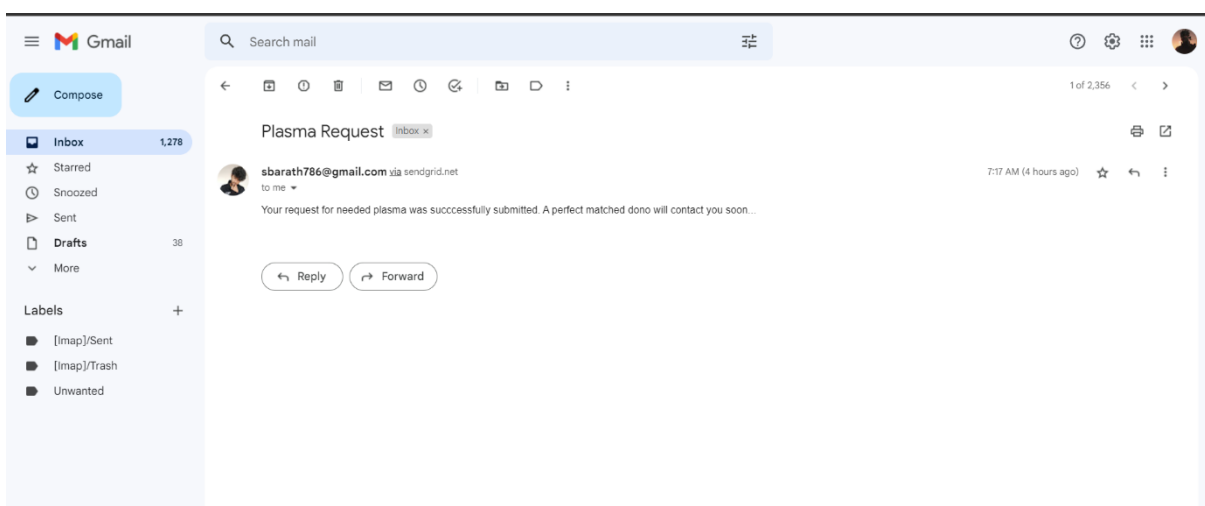 Gmail
Search mail
Compose
1 of 2,356
Plasma Request Inbox ×
Inbox 1,278
Starred
sbarath786@gmail.com via sendgrid.net 7:17 AM (4 hours ago)
to me
Snoozed
Your request for needed plasma was succcessfully submitted. A perfect matched dono will contact you soon...
Sent
Drafts 38
More
Reply Forward
Labels +
[Imap]/Sent
[Imap]/Trash
Unwanted